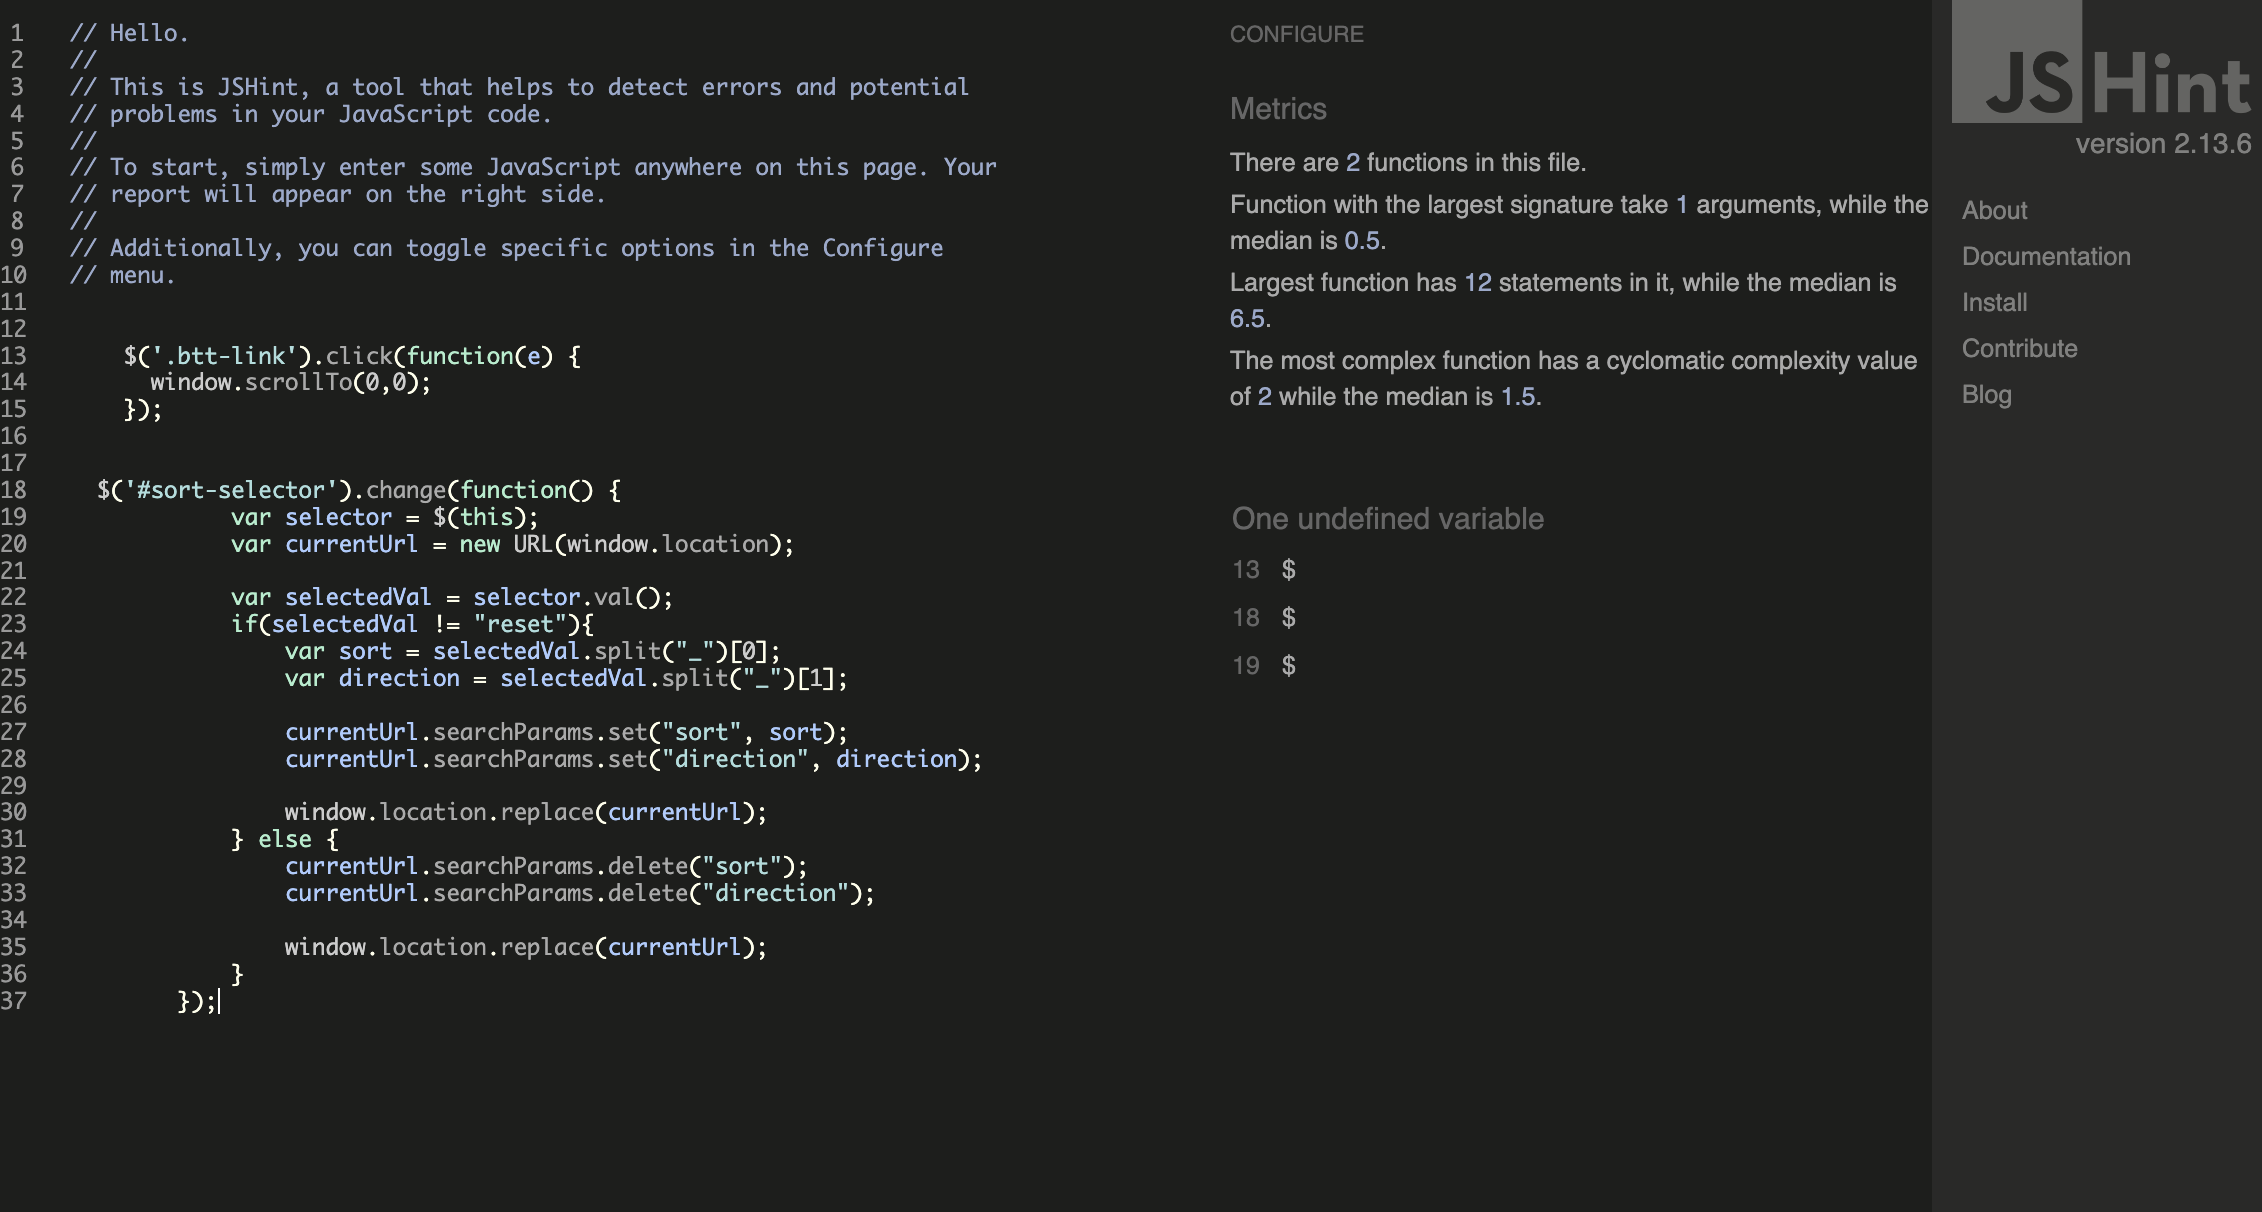 1 // Hello.
2 //
3 // This is JSHint, a tool that helps to detect errors and potential
4 // problems in your JavaScript code.
5 //
6 // To start, simply enter some JavaScript anywhere on this page. Your
7 // report will appear on the right side.
8 //
9 // Additionally, you can toggle specific options in the Configure
10 // menu.
11
12
13 $('.btt-link').click(function(e) {
14 window.scrollTo(0,0);
15 });
16
17
18 $('#sort-selector').change(function() {
19 var selector = $(this);
20 var currentUrl = new URL(window.location);
21
22 var selectedVal = selector.val();
23 if(selectedVal != "reset"){
24 var sort = selectedVal.split("_")[0];
25 var direction = selectedVal.split("_")[1];
26
27 currentUrl.searchParams.set("sort", sort);
28 currentUrl.searchParams.set("direction", direction);
29
30 window.location.replace(currentUrl);
31 } else {
32 currentUrl.searchParams.delete("sort");
33 currentUrl.searchParams.delete("direction");
34
35 window.location.replace(currentUrl);
36 }
37 });
CONFIGURE
Metrics
There are 2 functions in this file.
Function with the largest signature take 1 arguments, while the
median is 0.5.
Largest function has 12 statements in it, while the median is
6.5.
The most complex function has a cyclomatic complexity value
of 2 while the median is 1.5.
One undefined variable
13 $
18 $
19 $
JSHint
version 2.13.6
About
Documentation
Install
Contribute
Blog